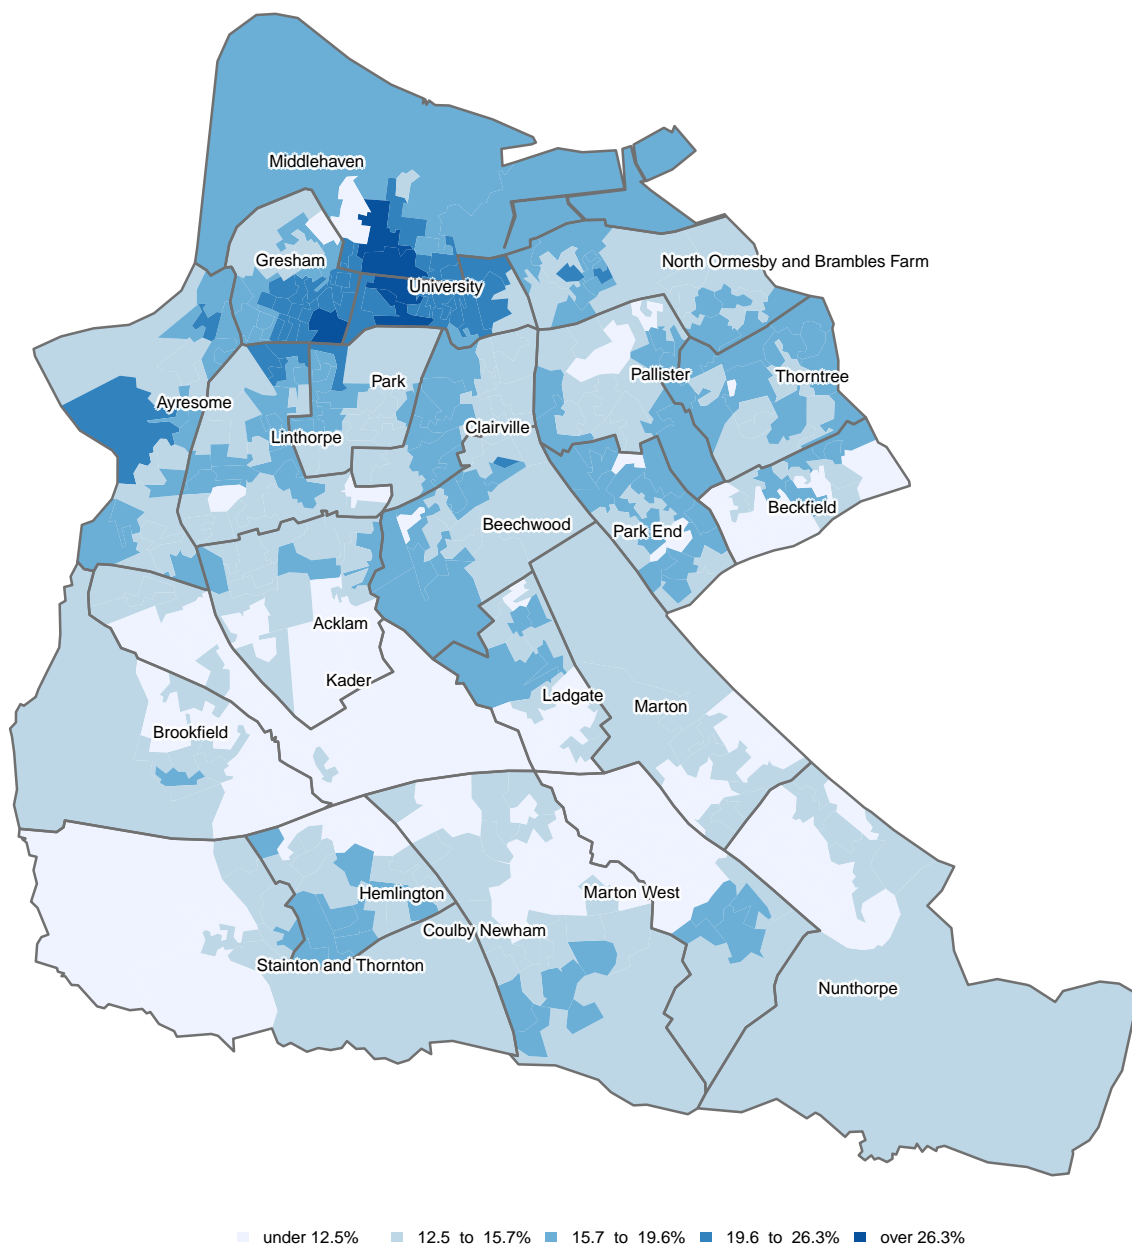 Middlehaven
Gresham
North Ormesby and Brambles Farm
University
Park
Pallister
Thorntree
Ayresome
Linthorpe
Clairville
Beckfield
Beechwood
Park End
Acklam
Kader
Ladgate
Marton
Brookfield
Hemlington
Marton West
Coulby Newham
Stainton and Thornton
Nunthorpe
under 12.5% 12.5 to 15.7% 15.7 to 19.6% 19.6 to 26.3% over 26.3%